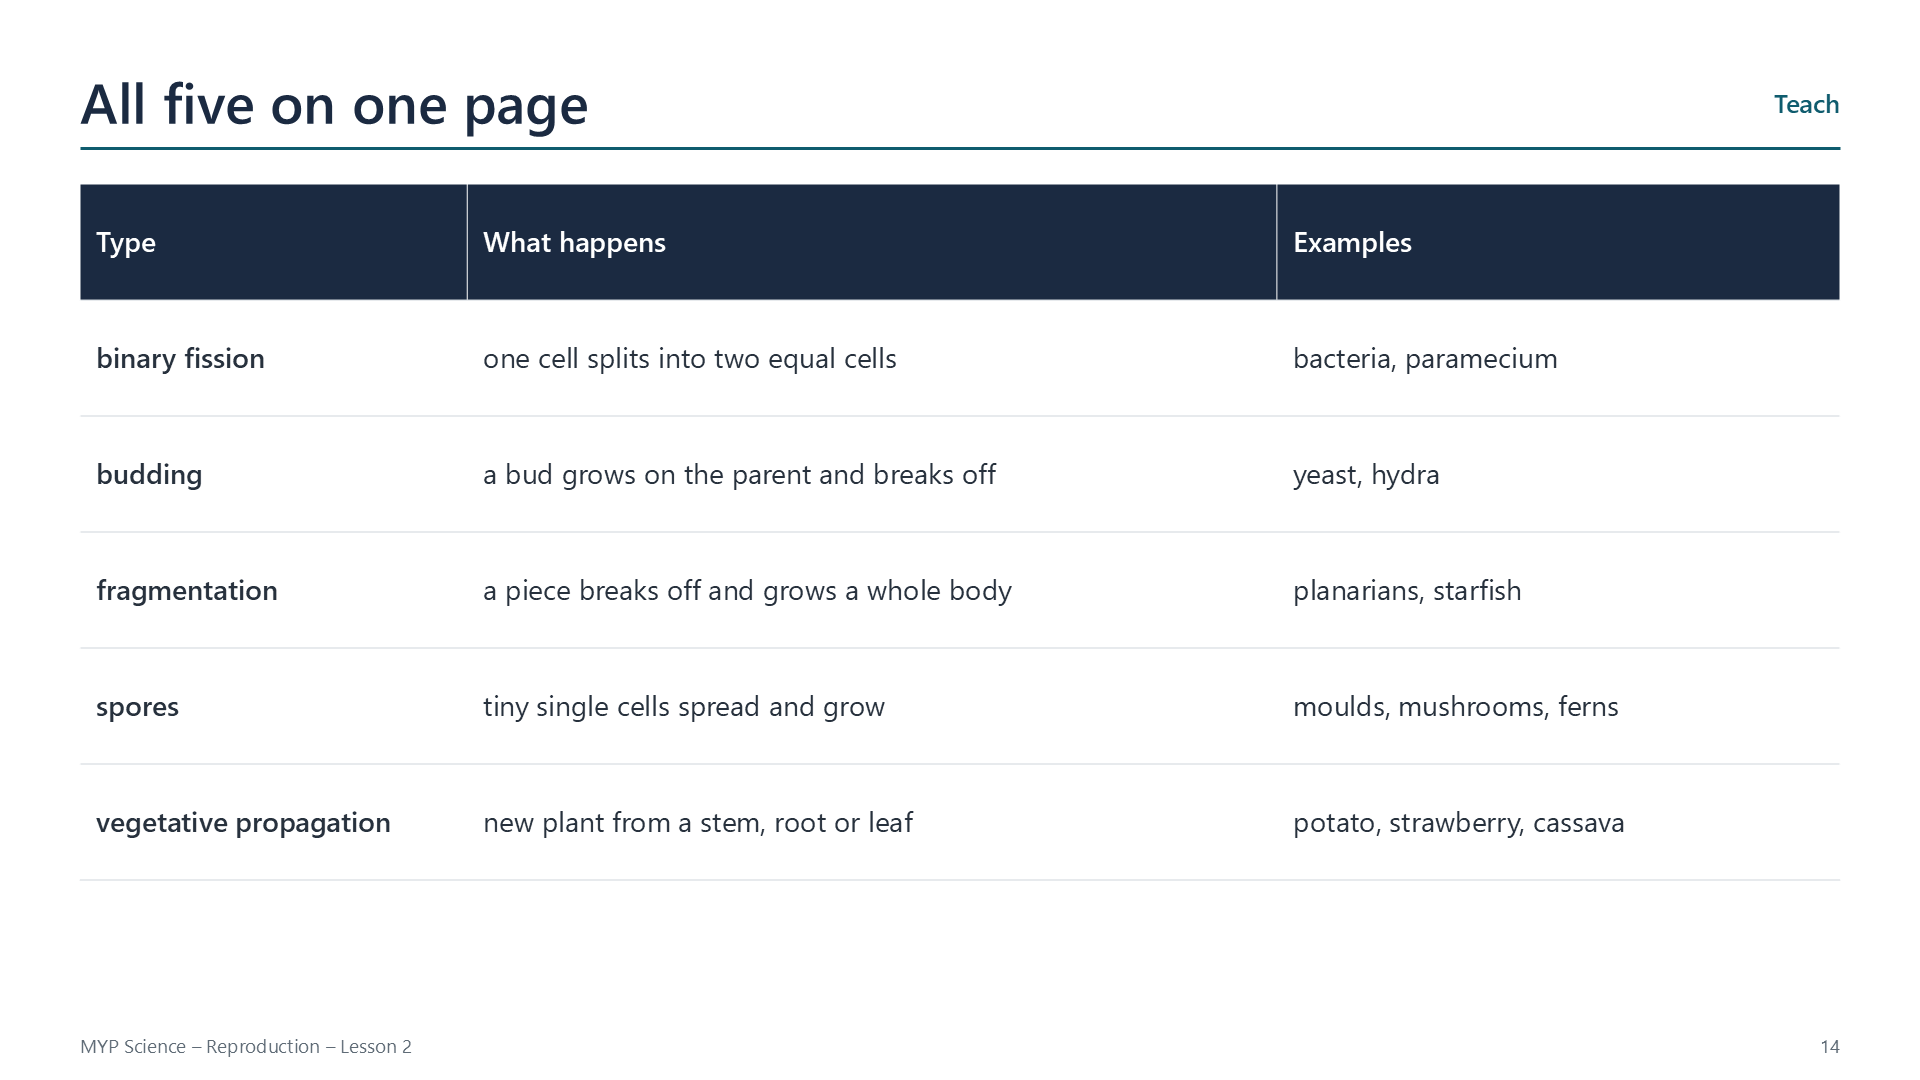 All five on one page
Teach
Type What happens Examples
binary fission one cell splits into two equal cells bacteria, paramecium
budding a bud grows on the parent and breaks off yeast, hydra
fragmentation a piece breaks off and grows a whole body planarians, starfish
spores tiny single cells spread and grow moulds, mushrooms, ferns
vegetative propagation new plant from a stem, root or leaf potato, strawberry, cassava
MYP Science – Reproduction – Lesson 2
14